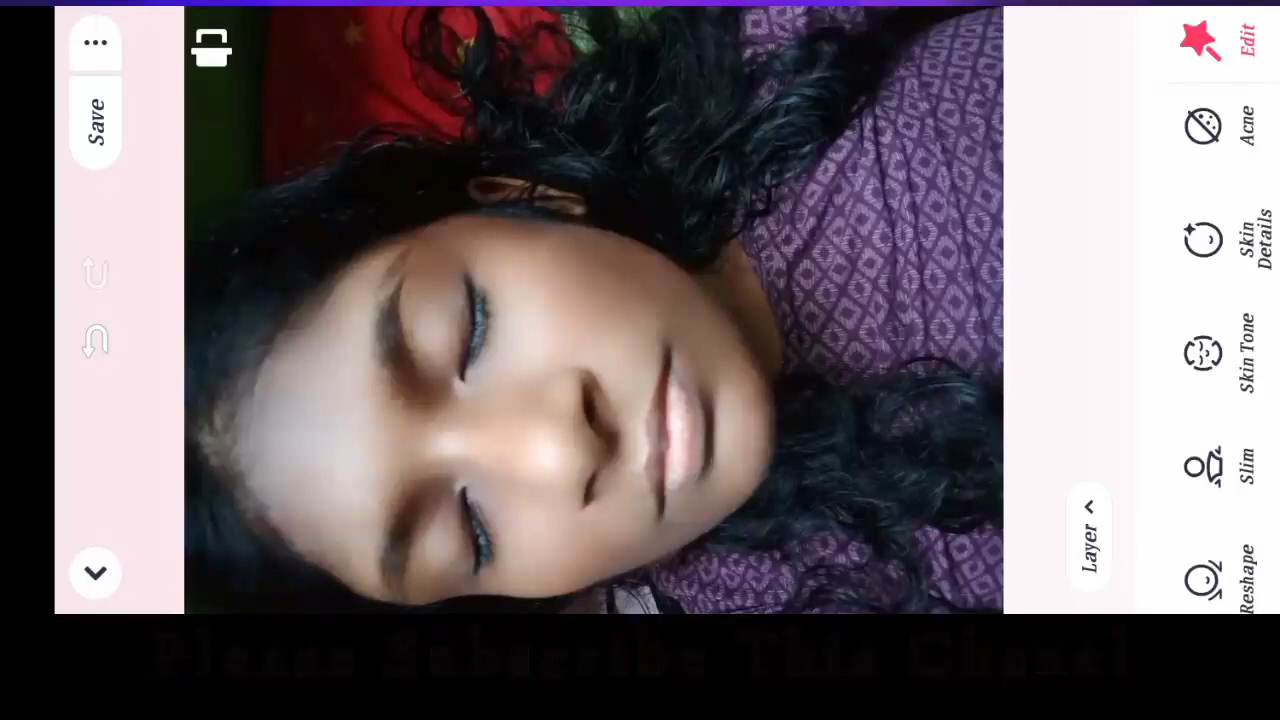 Save
Edit
Acne
Skin
Details
Skin Tone
Slim
Reshape
Layer
Please Subscribe This Chanel